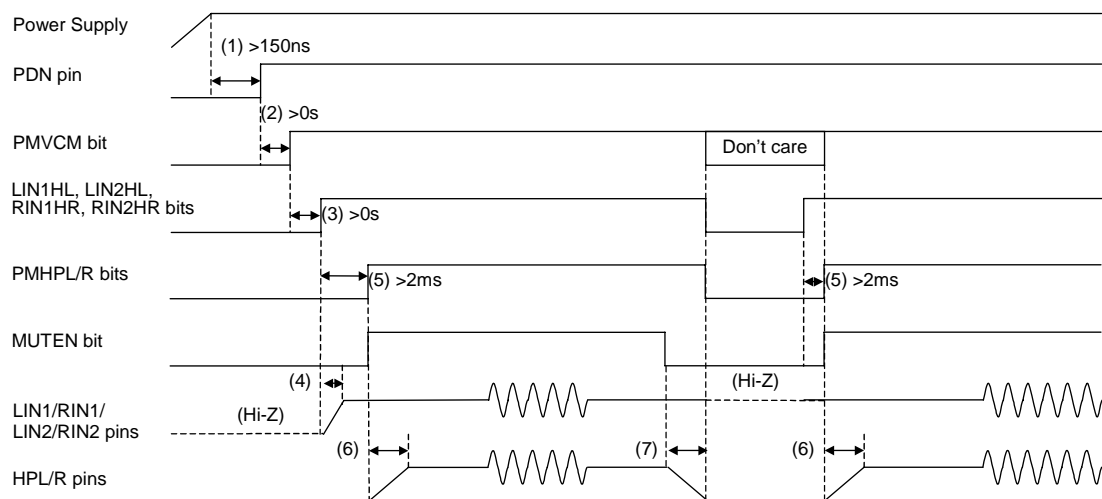 Power Supply
(1) >150ns
PDN pin
(2) >0s
PMVCM bit
Don't care
LIN1HL, LIN2HL,
RIN1HR, RIN2HR bits
(3) >0s
PMHPL/R bits
(5) >2ms
(5) >2ms
MUTEN bit
(4)
(Hi-Z)
LIN1/RIN1/
LIN2/RIN2 pins
(Hi-Z)
(6)
(7)
(6)
HPL/R pins